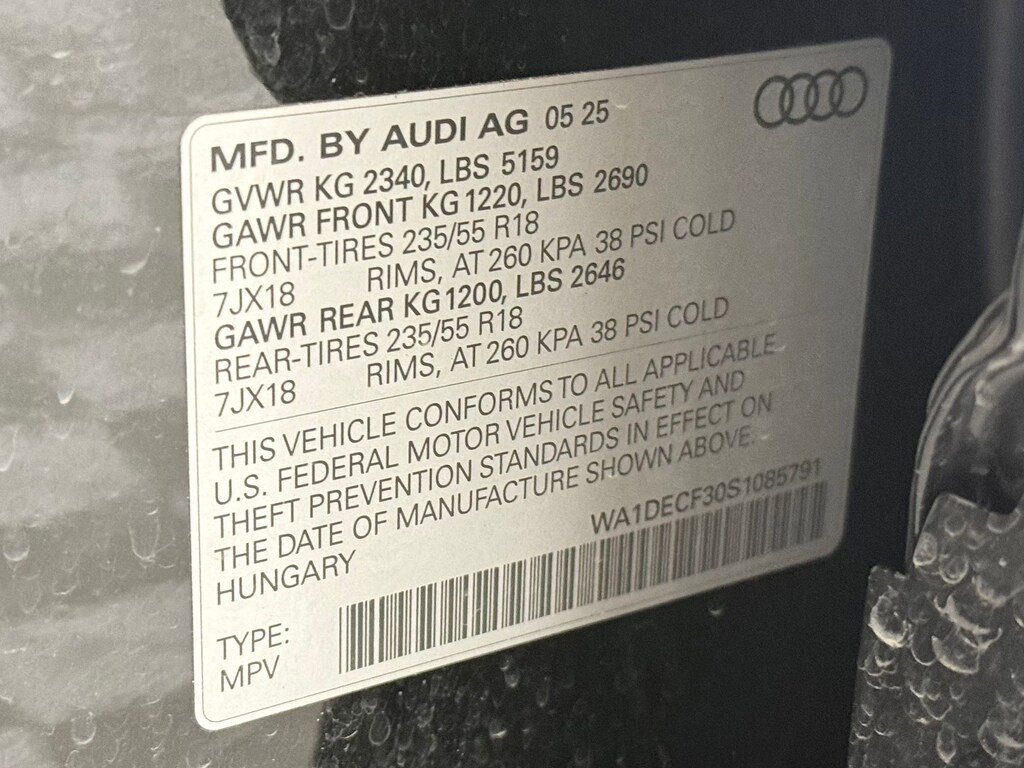 MFD. BY AUDI AG 05 25
GVWR KG 2340, LBS 5159
GAWR FRONT KG 1220, LBS 2690
FRONT-TIRES 235/55 R18
7JX18 RIMS, AT 260 KPA 38 PSI COLD
GAWR REAR KG 1200, LBS 2646
REAR-TIRES 235/55 R18
7JX18 RIMS, AT 260 KPA 38 PSI COLD
THIS VEHICLE CONFORMS TO ALL APPLICABLE
U.S. FEDERAL MOTOR VEHICLE SAFETY AND
THEFT PREVENTION STANDARDS IN EFFECT ON
THE DATE OF MANUFACTURE SHOWN ABOVE.
HUNGARY WA1DECF30S1085791
TYPE:
MPV